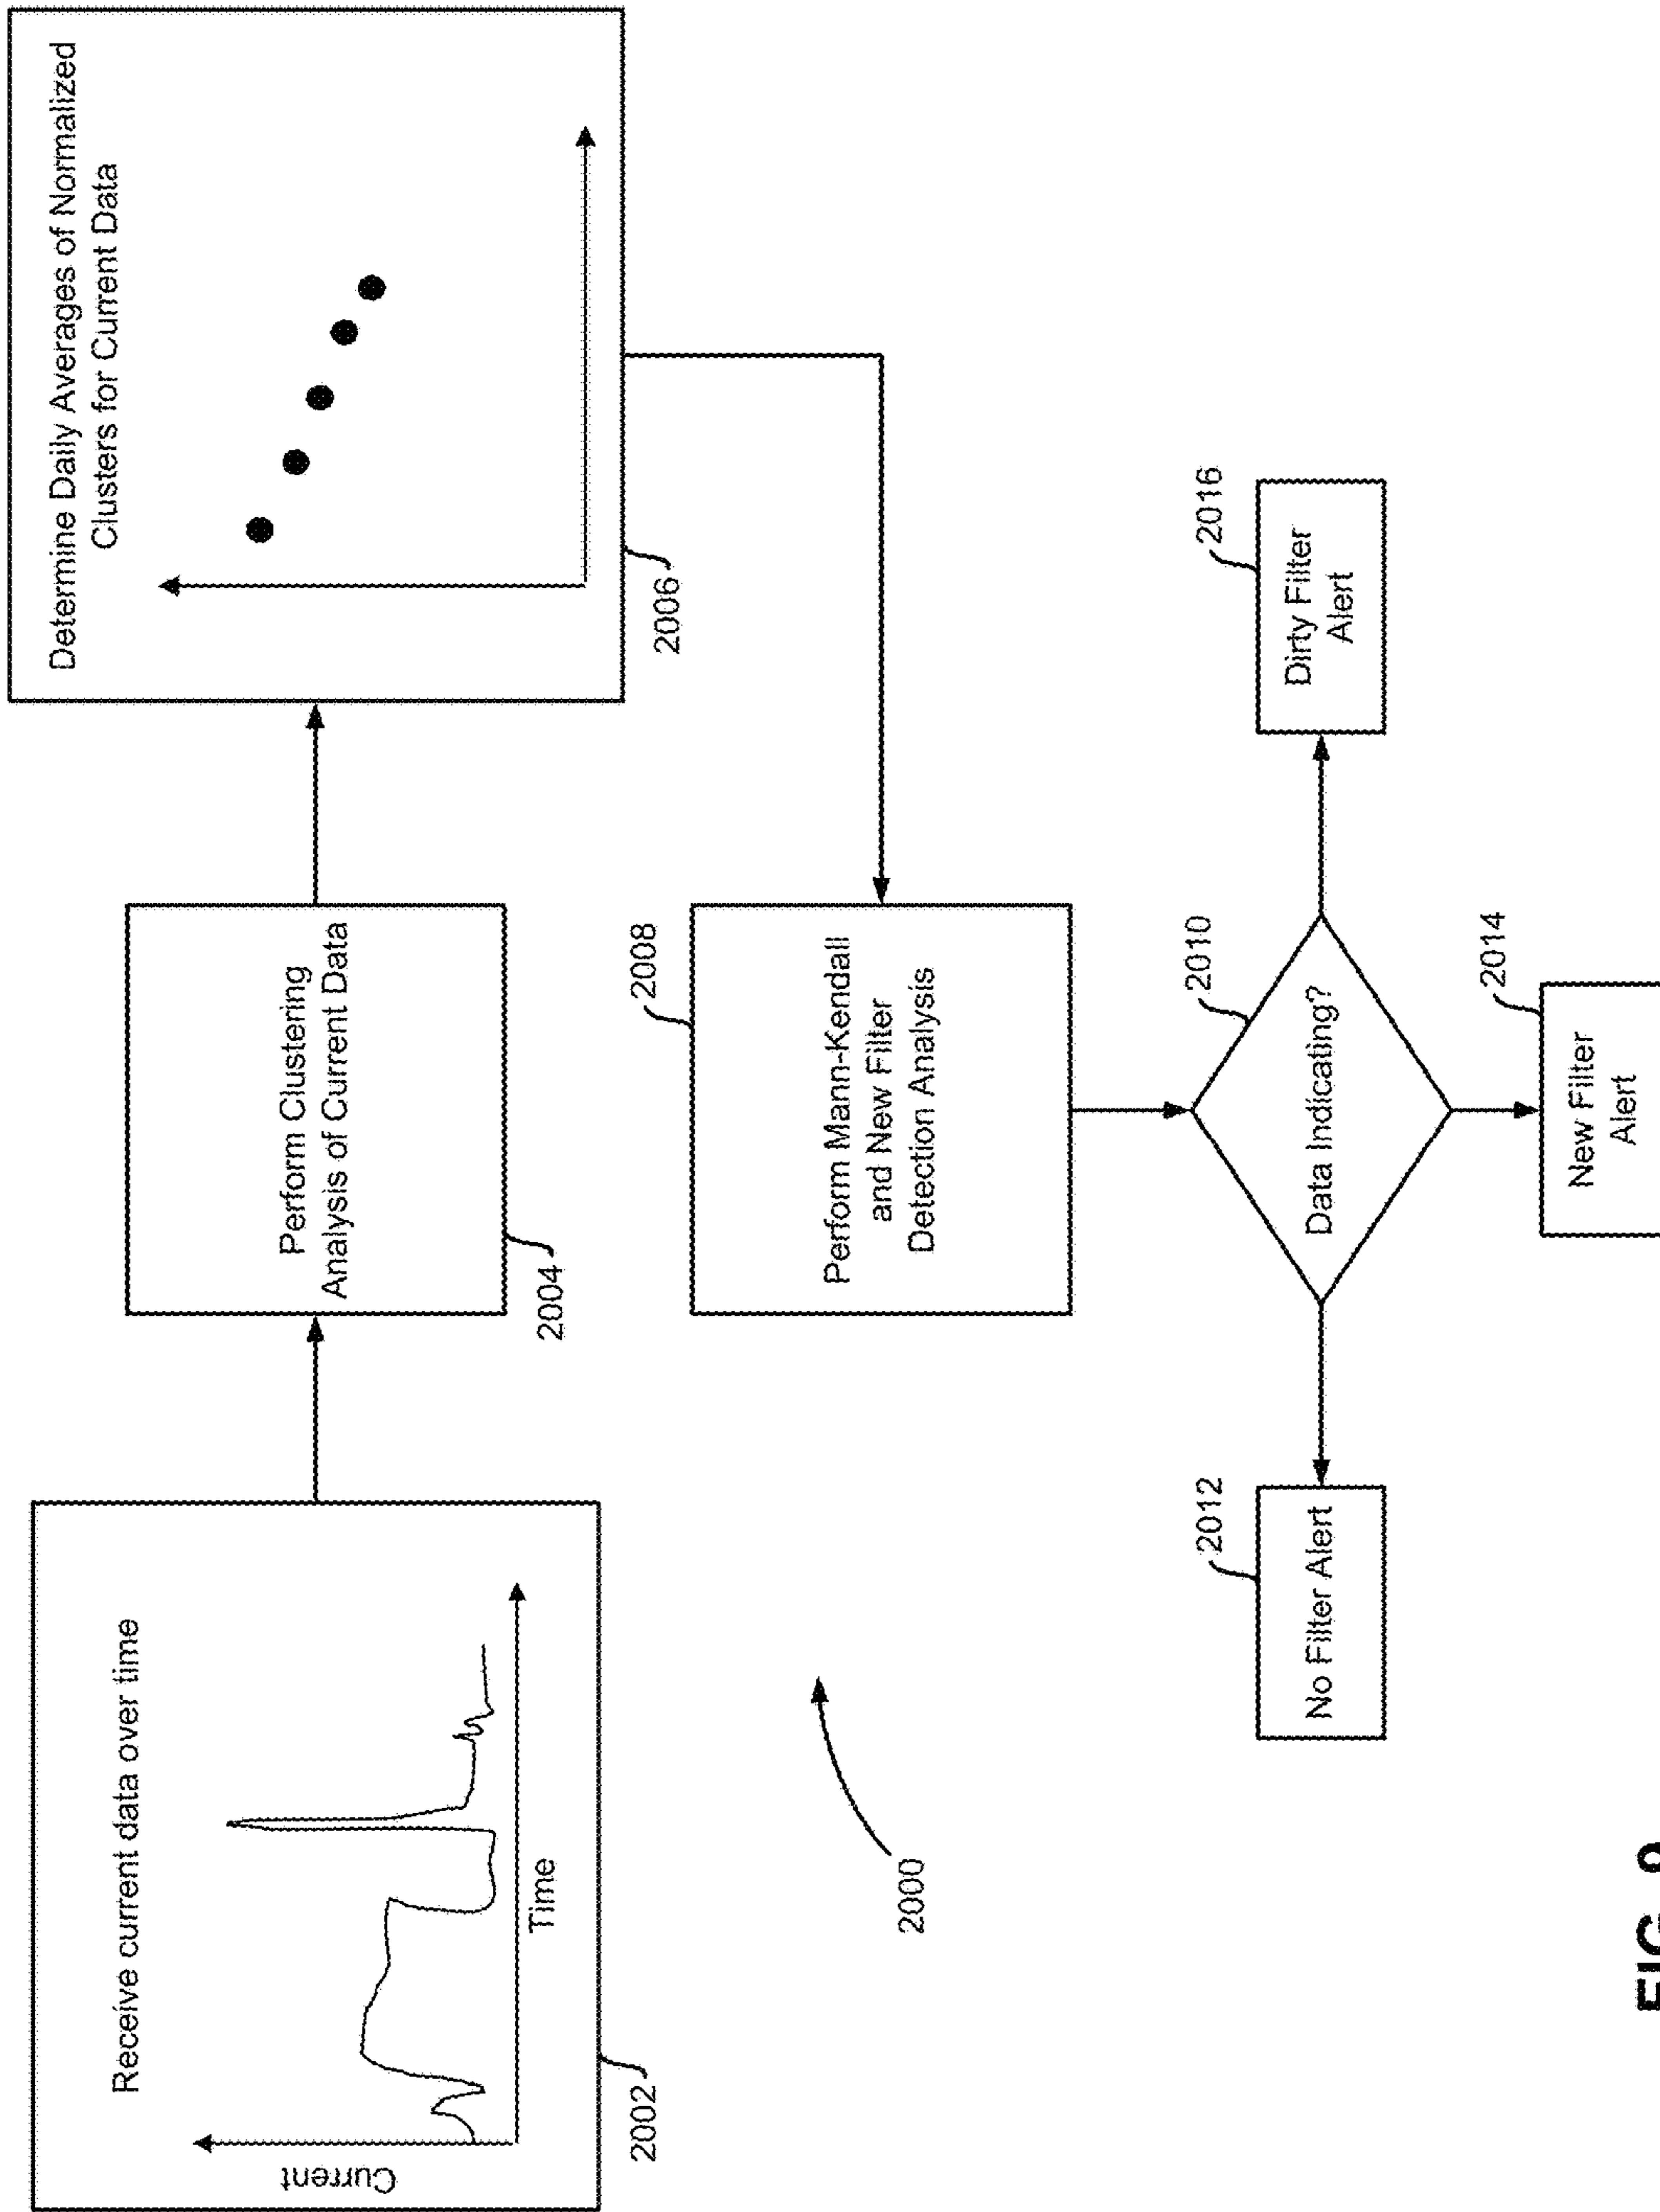 Receive current data over time
Current
Time
2002
Perform Clustering
Analysis of Current Data
2004
Determine Daily Averages of Normalized
Clusters for Current Data
2006
2000
2008
Perform Mann-Kendall
and New Filter
Detection Analysis
2010
Data Indicating?
2012
No Filter Alert
2014
New Filter
Alert
2016
Dirty Filter
Alert
FIG.